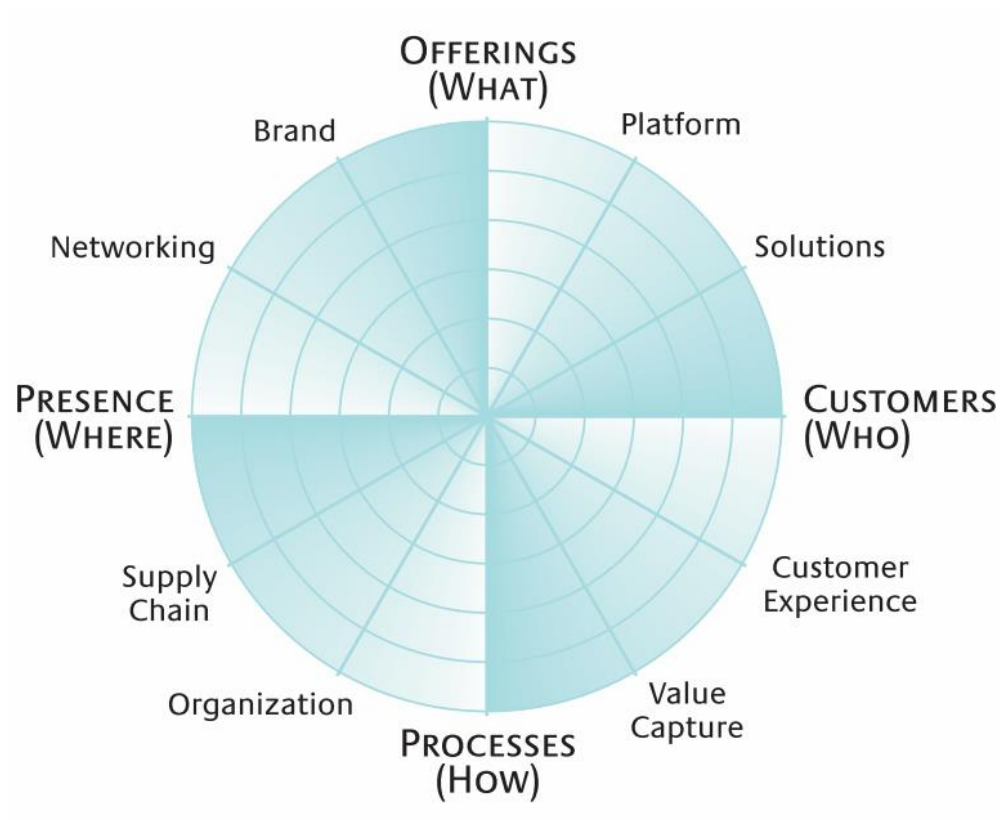 OFFERINGS
(WHAT)
Platform
Solutions
CUSTOMERS
(WHO)
Customer
Experience
Value
Capture
PROCESSES
(HOW)
Organization
Supply
Chain
PRESENCE
(WHERE)
Networking
Brand